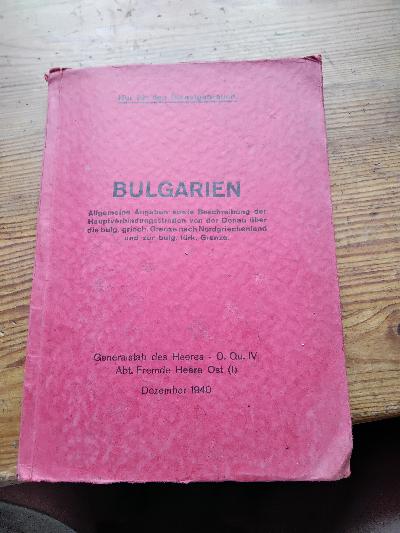 Nur für den Dienstgebrauch.
BULGARIEN
Allgemeine Angaben sowie Beschreibung der
Hauptverbindungsstraßen von der Donau über
die bulg. griech. Grenze nach Nordgriechenland
und zur bulg. türk. Grenze.
Generalstab des Heeres - O. Qu. IV
Abt. Fremde Heere Ost (I)
Dezember 1940